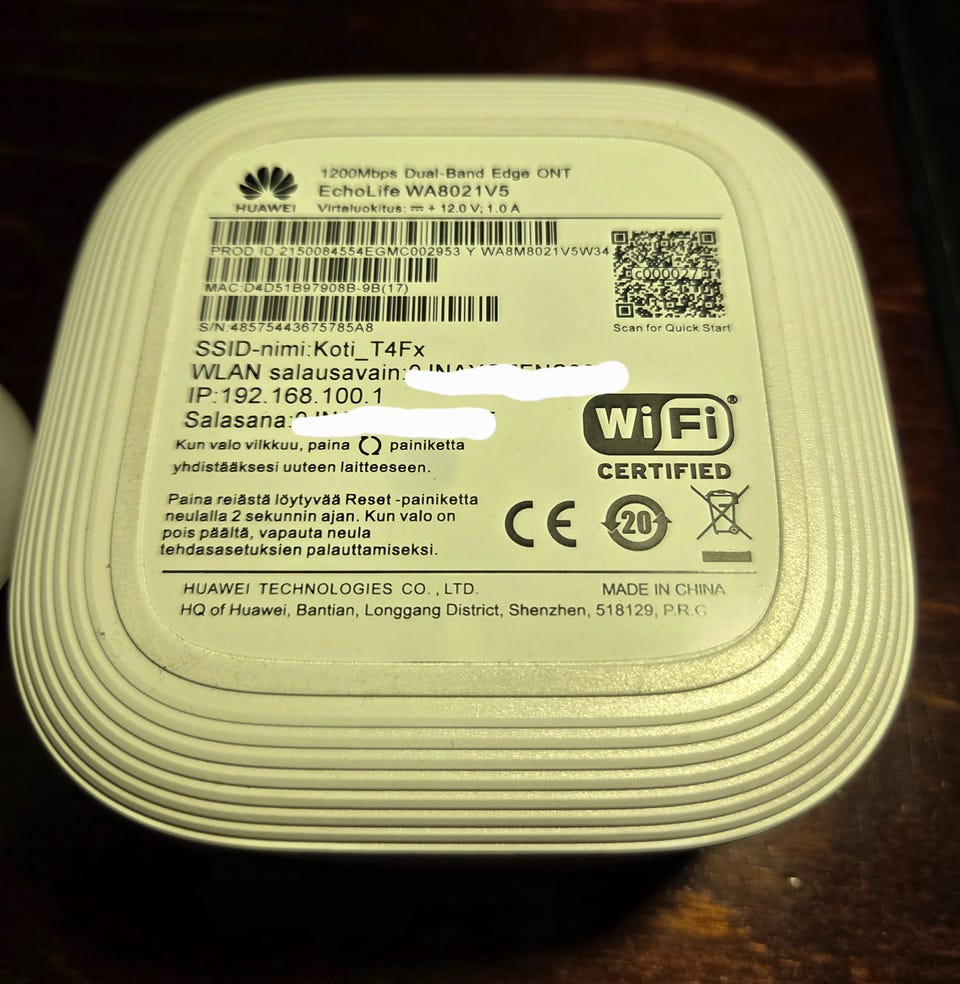 HUAWEI
1200Mbps Dual-Band Edge ONT
EchoLife WA8021V5
Virtaluokitus: ⎓ + 12.0 V; 1.0 A
PROD ID:2150084554EGMC002953 Y WA8M8021V5W34
MAC:D4D51B97908B-9B(17)
S/N:48575443675785A8
c000027
Scan for Quick Start
SSID-nimi:Koti_T4Fx
WLAN salausavain:
IP:192.168.100.1
Salasana:
Kun valo vilkkuu, paina painiketta
yhdistääksesi uuteen laitteeseen.
Wi Fi ®
CERTIFIED
Paina reiästä löytyvää Reset -painiketta
neulalla 2 sekunnin ajan. Kun valo on
pois päältä, vapauta neula
tehdasasetuksien palauttamiseksi.
CE
20
HUAWEI TECHNOLOGIES CO., LTD.
MADE IN CHINA
HQ of Huawei, Bantian, Longgang District, Shenzhen, 518129, P.R.C